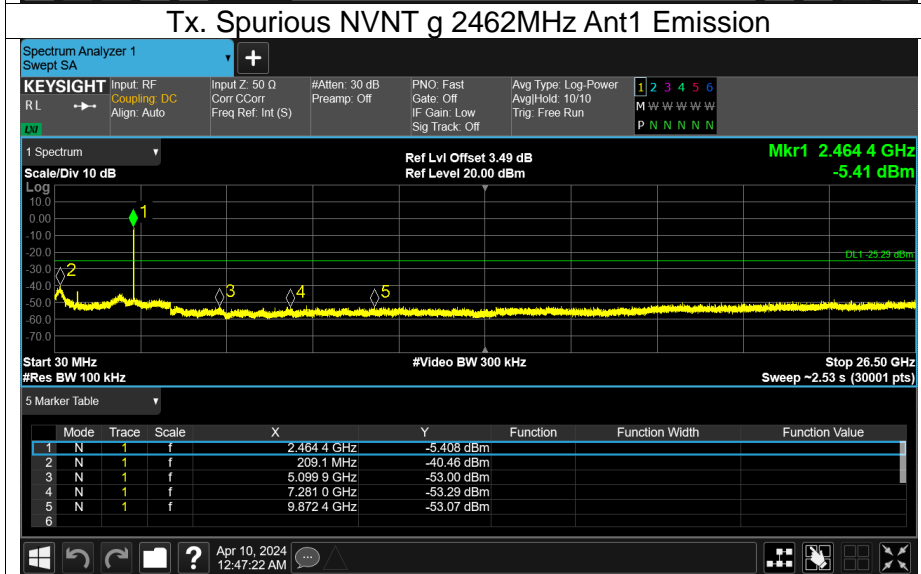 Tx. Spurious NVNT g 2462MHz Ant1 Emission
Spectrum Analyzer 1
Swept SA
+
KEYSIGHT Input: RF Input Z: 50 Ω #Atten: 30 dB PNO: Fast Avg Type: Log-Power 1 2 3 4 5 6
R L Coupling: DC Corr CCorr Preamp: Off Gate: Off Avg|Hold: 10/10 M W W W W W
Align: Auto Freq Ref: Int (S) IF Gain: Low Trig: Free Run
LXI Sig Track: Off P N N N N N
1 Spectrum Ref Lvl Offset 3.49 dB Mkr1 2.464 4 GHz
Scale/Div 10 dB Ref Level 20.00 dBm -5.41 dBm
Log
10.0
1
0.00
-10.0
-20.0
DL1 -25.29 dBm
-30.0
2
-40.0
3 4 5
-50.0
-60.0
-70.0
Start 30 MHz #Video BW 300 kHz Stop 26.50 GHz
#Res BW 100 kHz Sweep ~2.53 s (30001 pts)
5 Marker Table
Mode Trace Scale X Y Function Function Width Function Value
1 N 1 f 2.464 4 GHz -5.408 dBm
2 N 1 f 209.1 MHz -40.46 dBm
3 N 1 f 5.099 9 GHz -53.00 dBm
4 N 1 f 7.281 0 GHz -53.29 dBm
5 N 1 f 9.872 4 GHz -53.07 dBm
6
? Apr 10, 2024
12:47:22 AM